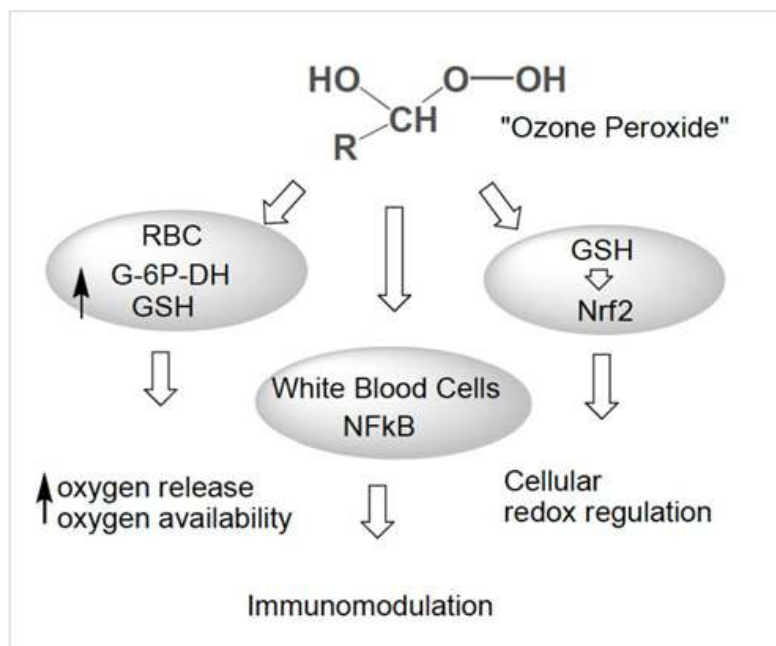 HO O—OH
CH
R
"Ozone Peroxide"
RBC
G-6P-DH
GSH
GSH
Nrf2
White Blood Cells
NFkB
oxygen release
oxygen availability
Cellular
redox regulation
Immunomodulation